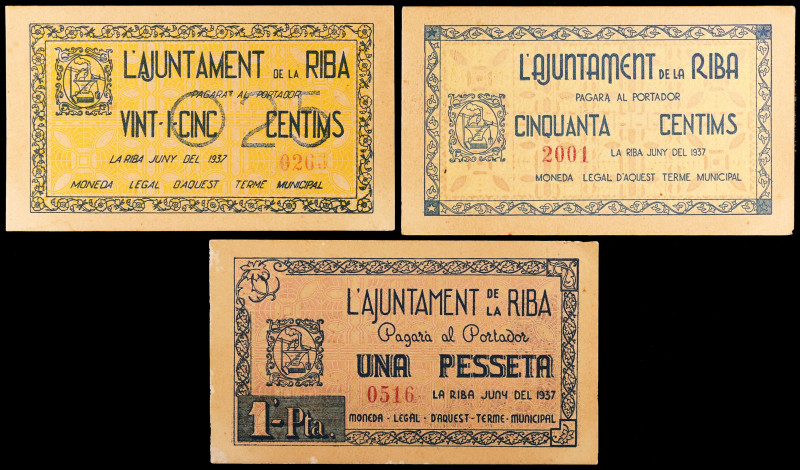 L'AJUNTAMENT DE LA RIBA
PAGARÀ AL PORTADOR
0'25
VINT-I-CINC CENTIMS
LA RIBA JUNY DEL 1937
MONEDA LEGAL D'AQUEST TERME MUNICIPAL
L'AJUNTAMENT DE LA RIBA
PAGARÀ AL PORTADOR
CINQUANTA CENTIMS
2001 LA RIBA JUNY DEL 1937
MONEDA LEGAL D'AQUEST TERME MUNICIPAL
L'AJUNTAMENT DE LA RIBA
Pagarà al Portador
UNA PESSETA
0516 LA RIBA JUNY DEL 1937
1'-Pta.
MONEDA - LEGAL - D'AQUEST - TERME - MUNICIPAL